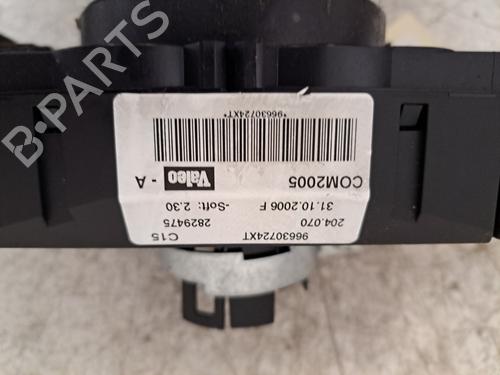 96630724XT C15
204.070 2829475
31.10.2006 F -Soft: 2.30
COM2005 Valeo - A
*96630724XT*
B-PARTS